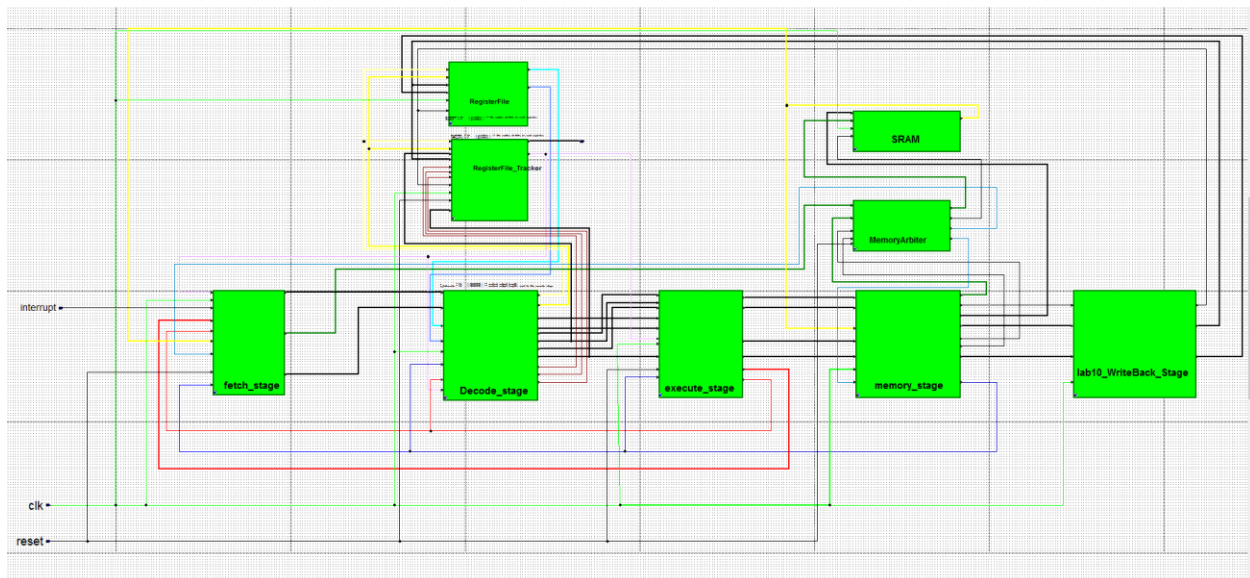 RegisterFile
RegisterFile_Tracker
SRAM
MemoryArbiter
interrupt
fetch_stage
Decode_stage
execute_stage
memory_stage
lab10_WriteBack_Stage
clk
reset